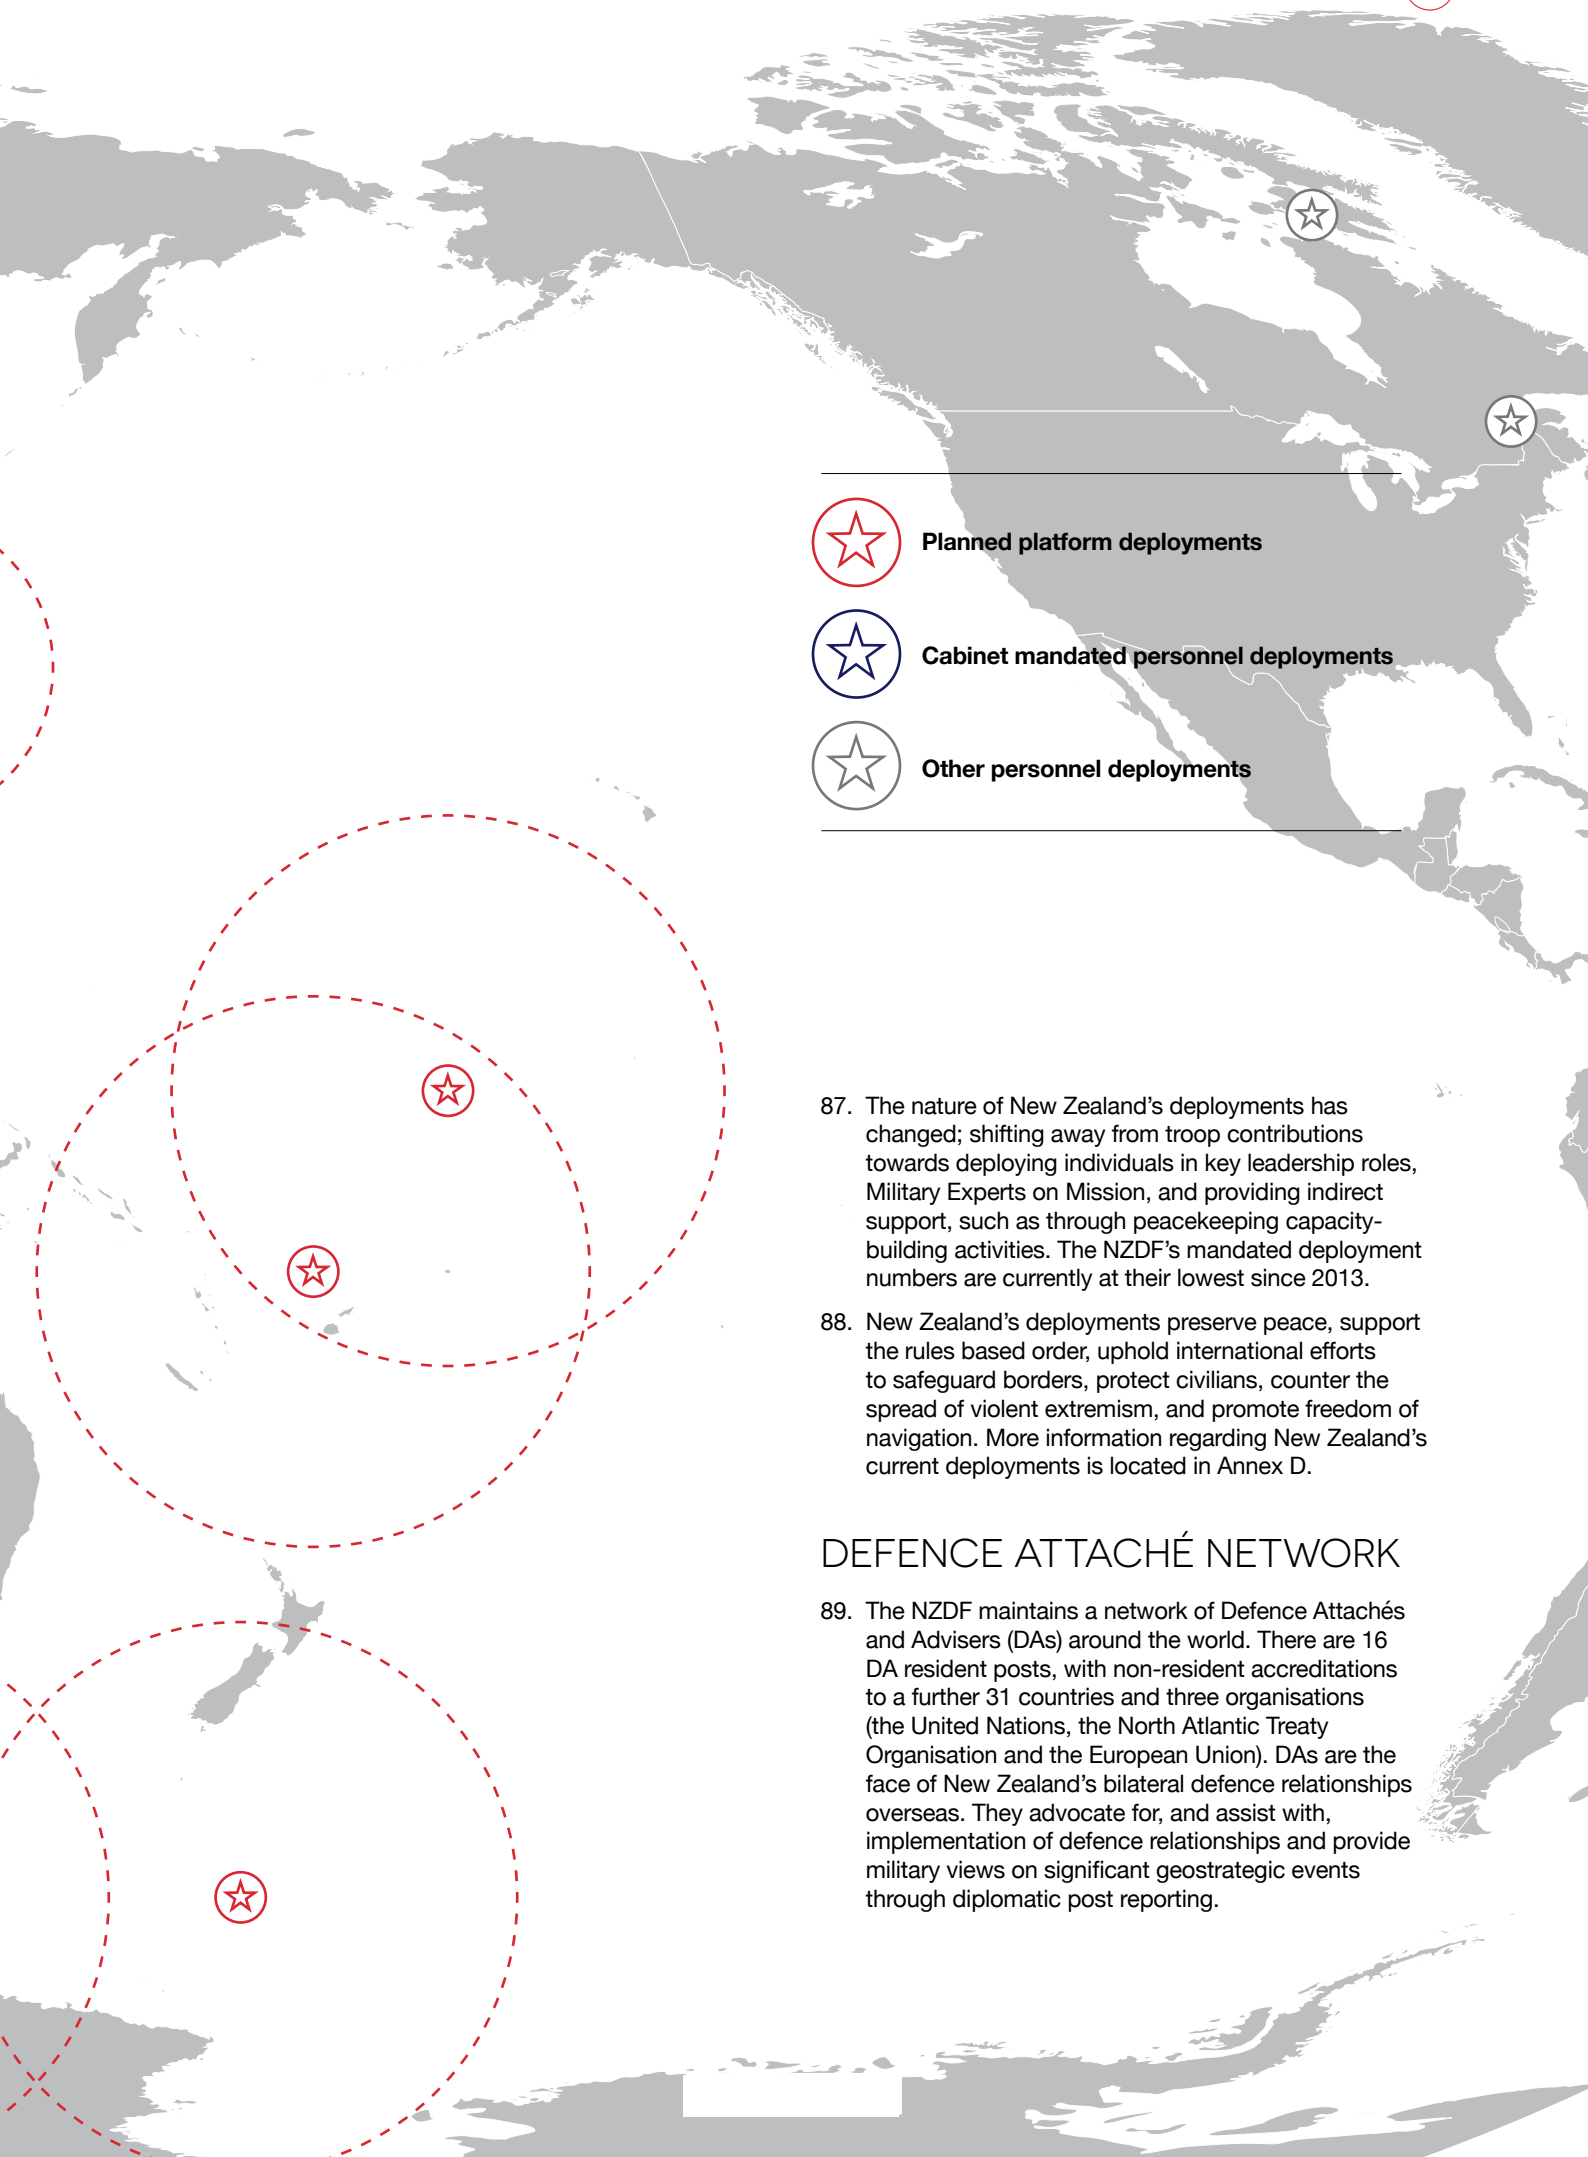 Planned platform deployments
Cabinet mandated personnel deployments
Other personnel deployments
87. The nature of New Zealand’s deployments has
changed; shifting away from troop contributions
towards deploying individuals in key leadership roles,
Military Experts on Mission, and providing indirect
support, such as through peacekeeping capacity-
building activities. The NZDF’s mandated deployment
numbers are currently at their lowest since 2013.
88. New Zealand’s deployments preserve peace, support
the rules based order, uphold international efforts
to safeguard borders, protect civilians, counter the
spread of violent extremism, and promote freedom of
navigation. More information regarding New Zealand’s
current deployments is located in Annex D.
DEFENCE ATTACHÉ NETWORK
89. The NZDF maintains a network of Defence Attachés
and Advisers (DAs) around the world. There are 16
DA resident posts, with non-resident accreditations
to a further 31 countries and three organisations
(the United Nations, the North Atlantic Treaty
Organisation and the European Union). DAs are the
face of New Zealand’s bilateral defence relationships
overseas. They advocate for, and assist with,
implementation of defence relationships and provide
military views on significant geostrategic events
through diplomatic post reporting.